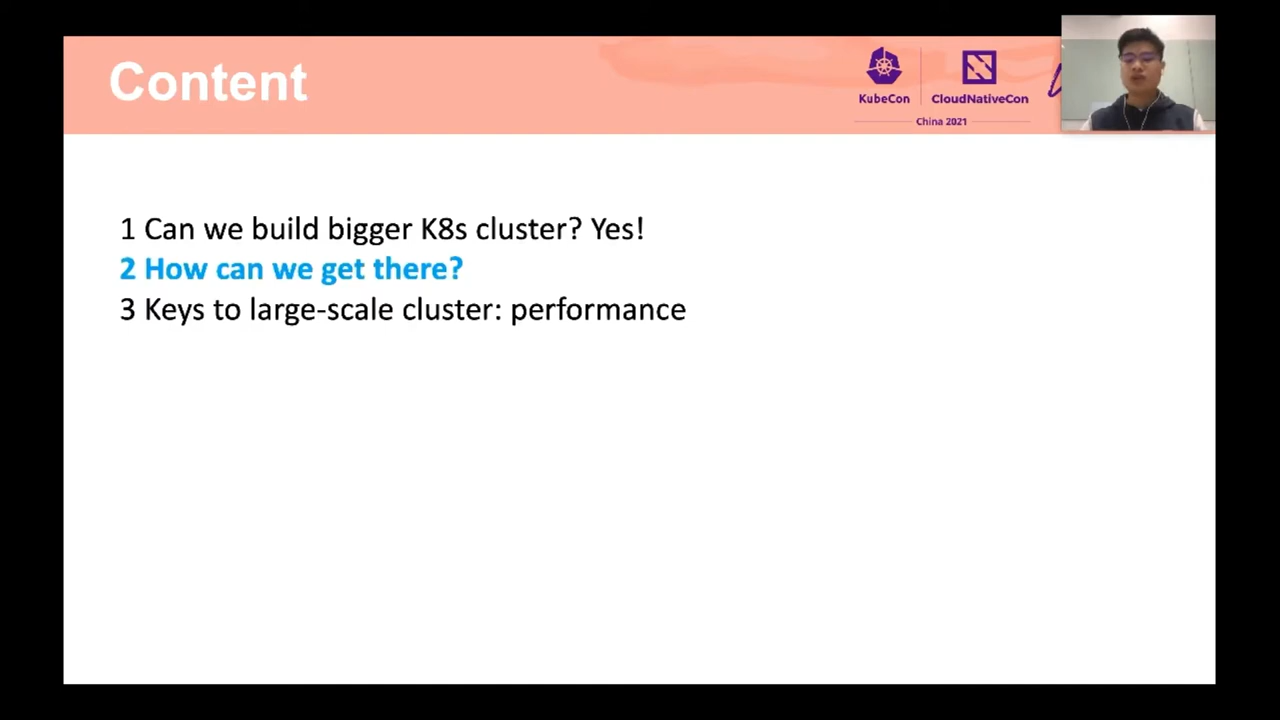 Content
KubeCon
CloudNativeCon
China 2021
1 Can we build bigger K8s cluster? Yes!
2 How can we get there?
3 Keys to large-scale cluster: performance